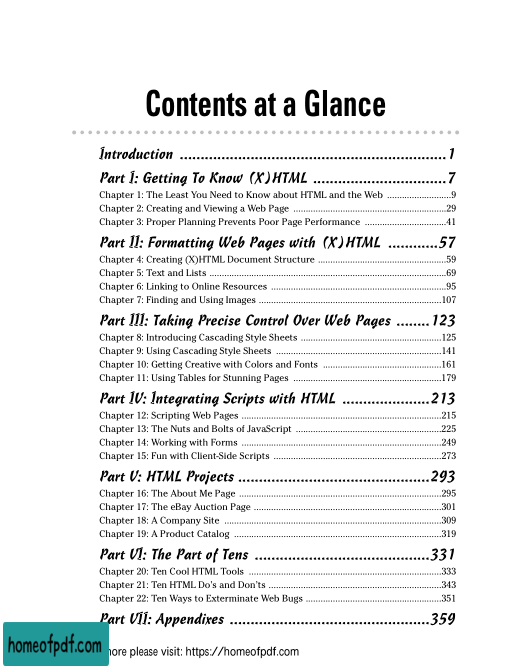 Contents at a Glance
Introduction ................................................................1
Part I: Getting To Know (X)HTML ................................7
Chapter 1: The Least You Need to Know about HTML and the Web ..........................9
Chapter 2: Creating and Viewing a Web Page ..............................................................29
Chapter 3: Proper Planning Prevents Poor Page Performance ................................41
Part II: Formatting Web Pages with (X)HTML ............57
Chapter 4: Creating (X)HTML Document Structure ....................................................59
Chapter 5: Text and Lists ................................................................................................69
Chapter 6: Linking to Online Resources ......................................................................95
Chapter 7: Finding and Using Images ..........................................................................107
Part III: Taking Precise Control Over Web Pages ........123
Chapter 8: Introducing Cascading Style Sheets ........................................................125
Chapter 9: Using Cascading Style Sheets ..................................................................141
Chapter 10: Getting Creative with Colors and Fonts ................................................161
Chapter 11: Using Tables for Stunning Pages ............................................................179
Part IV: Integrating Scripts with HTML .....................213
Chapter 12: Scripting Web Pages ................................................................................215
Chapter 13: The Nuts and Bolts of JavaScript ..........................................................225
Chapter 14: Working with Forms ................................................................................249
Chapter 15: Fun with Client-Side Scripts ..................................................................273
Part V: HTML Projects ..............................................293
Chapter 16: The About Me Page ..................................................................................295
Chapter 17: The eBay Auction Page ............................................................................301
Chapter 18: A Company Site ......................................................................................309
Chapter 19: A Product Catalog ..................................................................................319
Part VI: The Part of Tens ..........................................331
Chapter 20: Ten Cool HTML Tools ..............................................................................333
Chapter 21: Ten HTML Do's and Don'ts ......................................................................343
Chapter 22: Ten Ways to Exterminate Web Bugs ......................................................351
Part VII: Appendixes ................................................359
homeofpdf.com
more please visit: https://homeofpdf.com